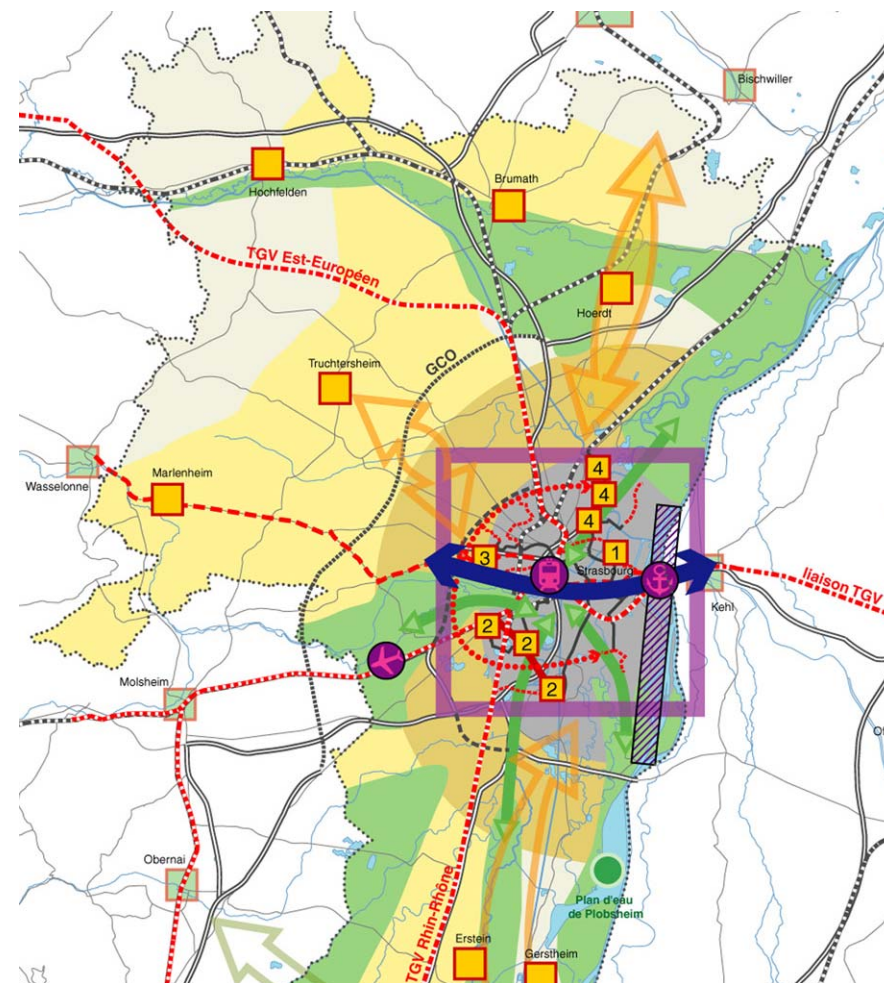 Bischwiller
Brumath
Hochfelden
TGV Est-Européen
Hoerdt
GCO
Truchtersheim
Wasselonne
Marlenheim
4
4
4
3
1
Strasbourg
liaison TGV
Kehl
2
2
2
Molsheim
Obernai
Plan d'eau
de Plobsheim
TGV Rhin-Rhône
Erstein
Gerstheim